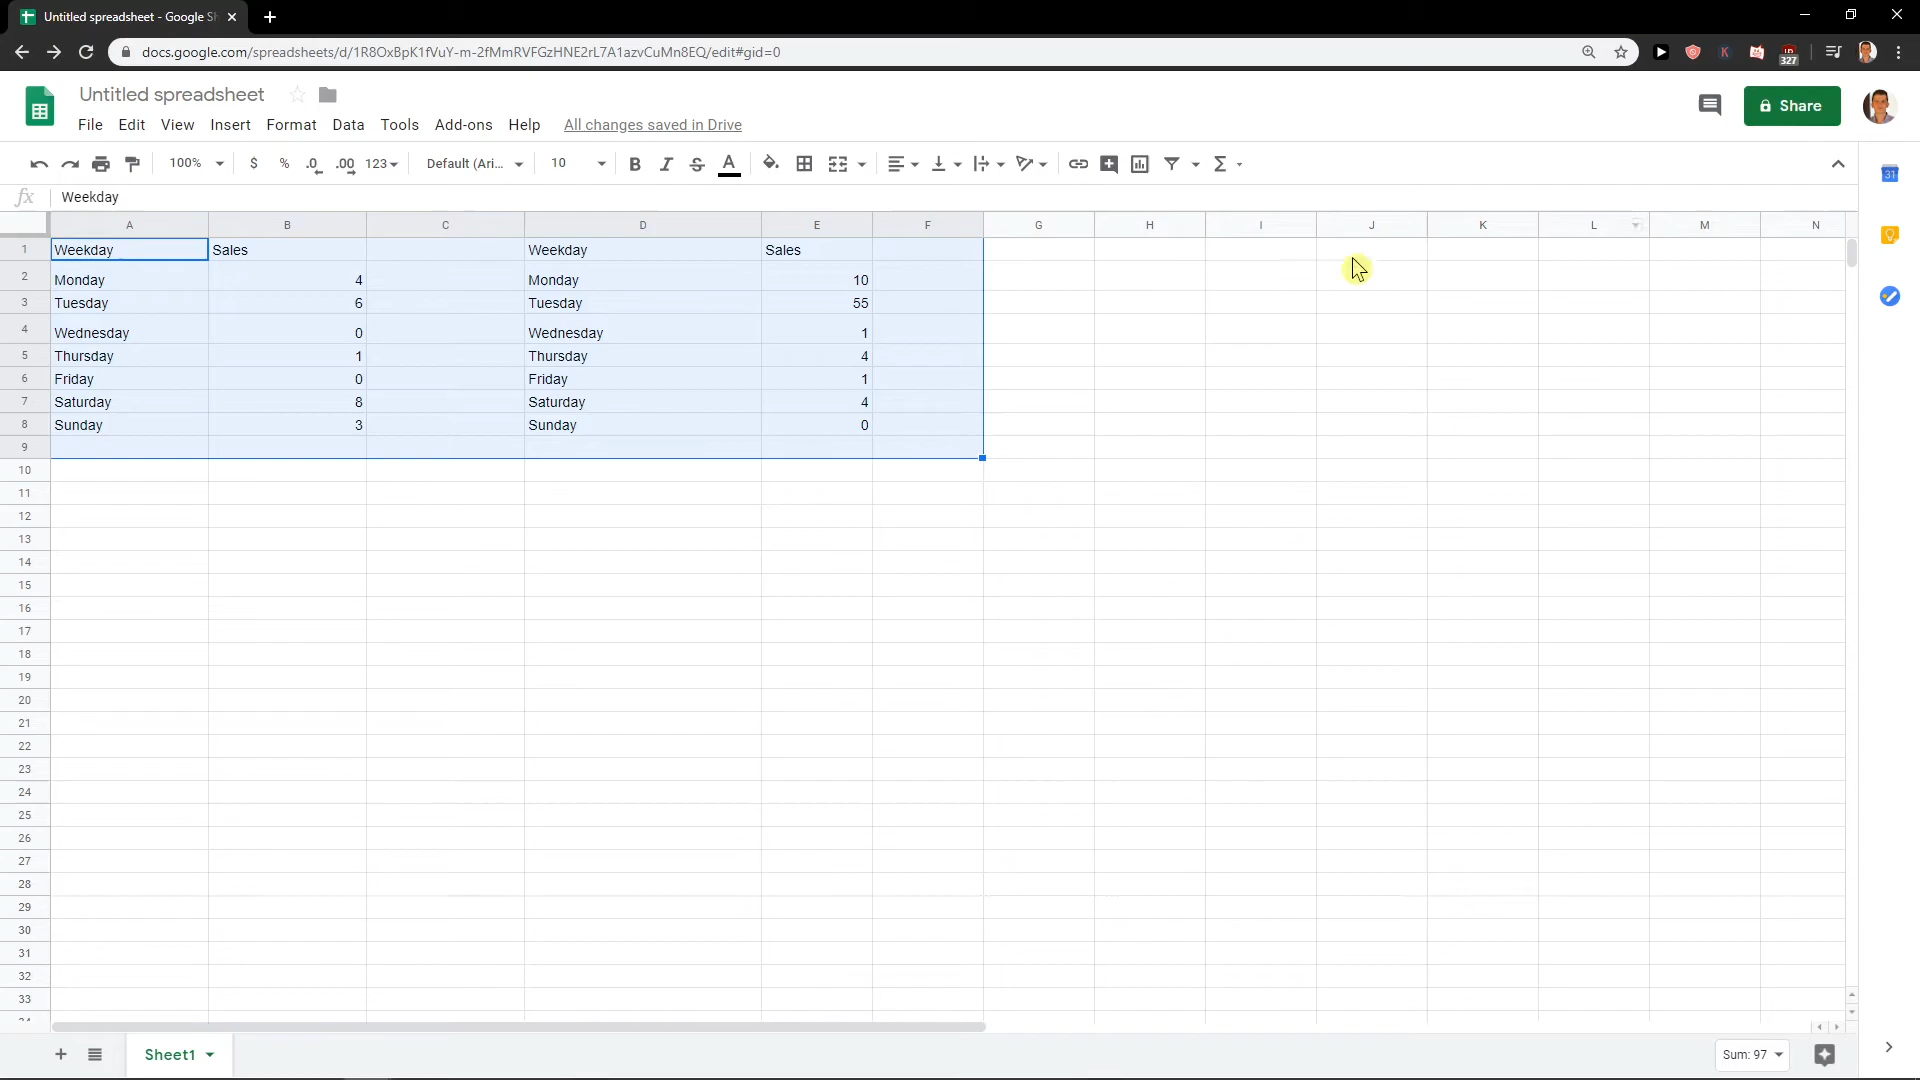 Untitled spreadsheet - Google Sh
docs.google.com/spreadsheets/d/1R8OxBpK1fVuY-m-2fMmRVFGzHNE2rL7A1azvCuMn8EQ/edit#gid=0
K
327
Untitled spreadsheet
File Edit View Insert Format Data Tools Add-ons Help All changes saved in Drive
Share
100% $ % .0 .00 123 Default (Ari... 10 B I S A Σ
31
fx Weekday
A B C D E F G H I J K L M N
1 Weekday Sales Weekday Sales
2 Monday 4 Monday 10
3 Tuesday 6 Tuesday 55
4 Wednesday 0 Wednesday 1
5 Thursday 1 Thursday 4
6 Friday 0 Friday 1
7 Saturday 8 Saturday 4
8 Sunday 3 Sunday 0
9
10
11
12
13
14
15
16
17
18
19
20
21
22
23
24
25
26
27
28
29
30
31
32
33
Sheet1
Sum: 97